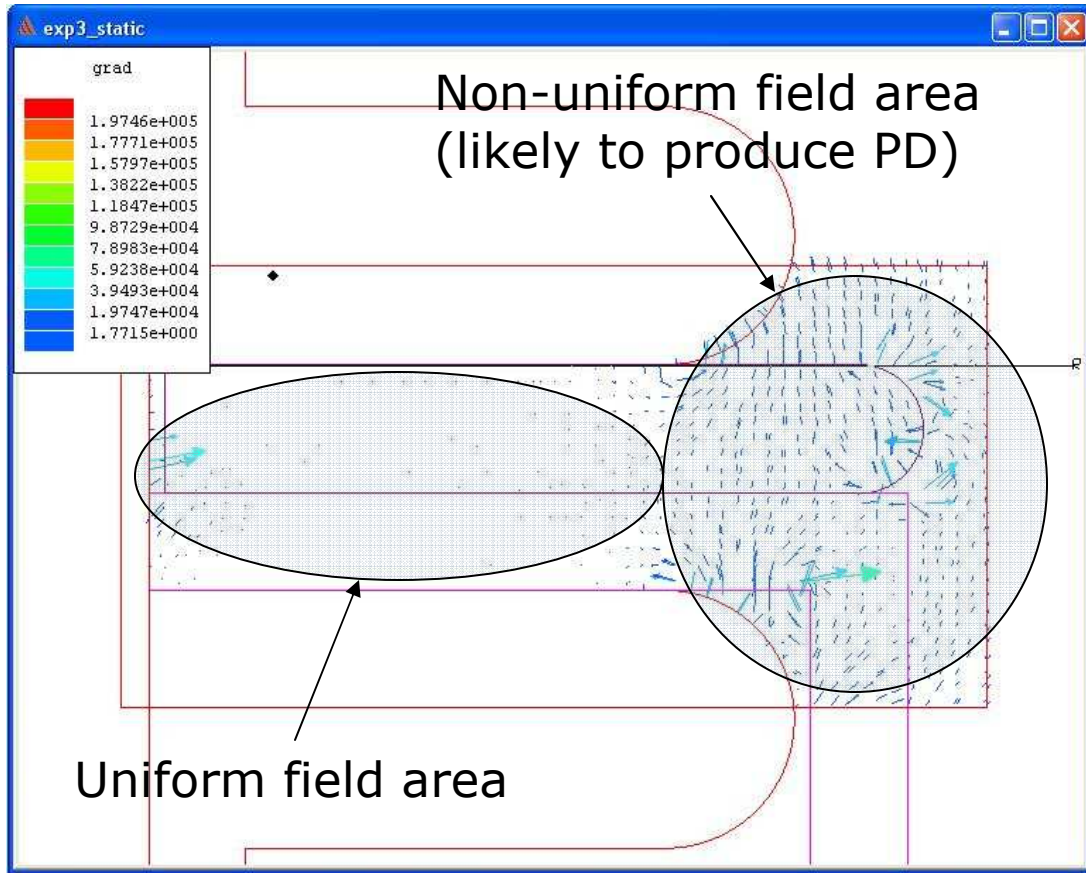 exp3_static
grad
1.9746e+005
1.7771e+005
1.5797e+005
1.3822e+005
1.1847e+005
9.8729e+004
7.8983e+004
5.9238e+004
3.9493e+004
1.9747e+004
1.7715e+000
Non-uniform field area
(likely to produce PD)
Uniform field area